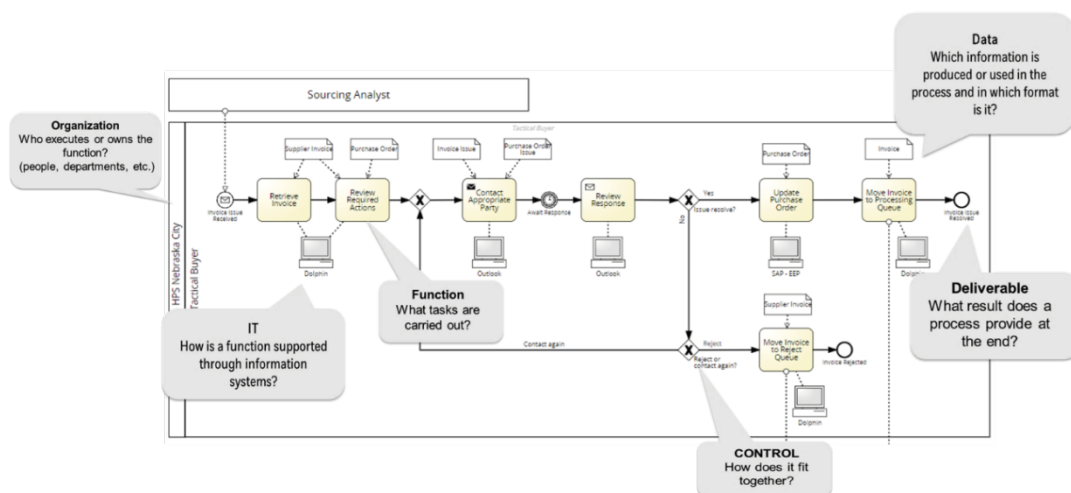 Data
Which information is
produced or used in the
process and in which format
is it?
Sourcing Analyst
Organization
Who executes or owns the
function?
(people, departments, etc.)
HPS Nebraska City
Tactical Buyer
Tactical Buyer
Supplier Invoice
Purchase Order
Invoice Issue
Purchase Order
Issue
Purchase Order
Invoice
Invoice Issue
Received
Retrieve
Invoice
Review
Required
Actions
Contact
Appropriate
Party
Await Response
Review
Response
Yes
Issue resolve?
No
Update
Purchase
Order
Move Invoice
to Processing
Queue
Invoice Issue
Resolved
Dolphin
Outlook
Outlook
SAP - EEP
Dolphin
Function
What tasks are
carried out?
Deliverable
What result does a
process provide at
the end?
IT
How is a function supported
through information
systems?
Supplier Invoice
Contact again
Reject
Reject or
contact again?
Move Invoice
to Reject
Queue
Invoice Rejected
Dolphin
CONTROL
How does it fit
together?